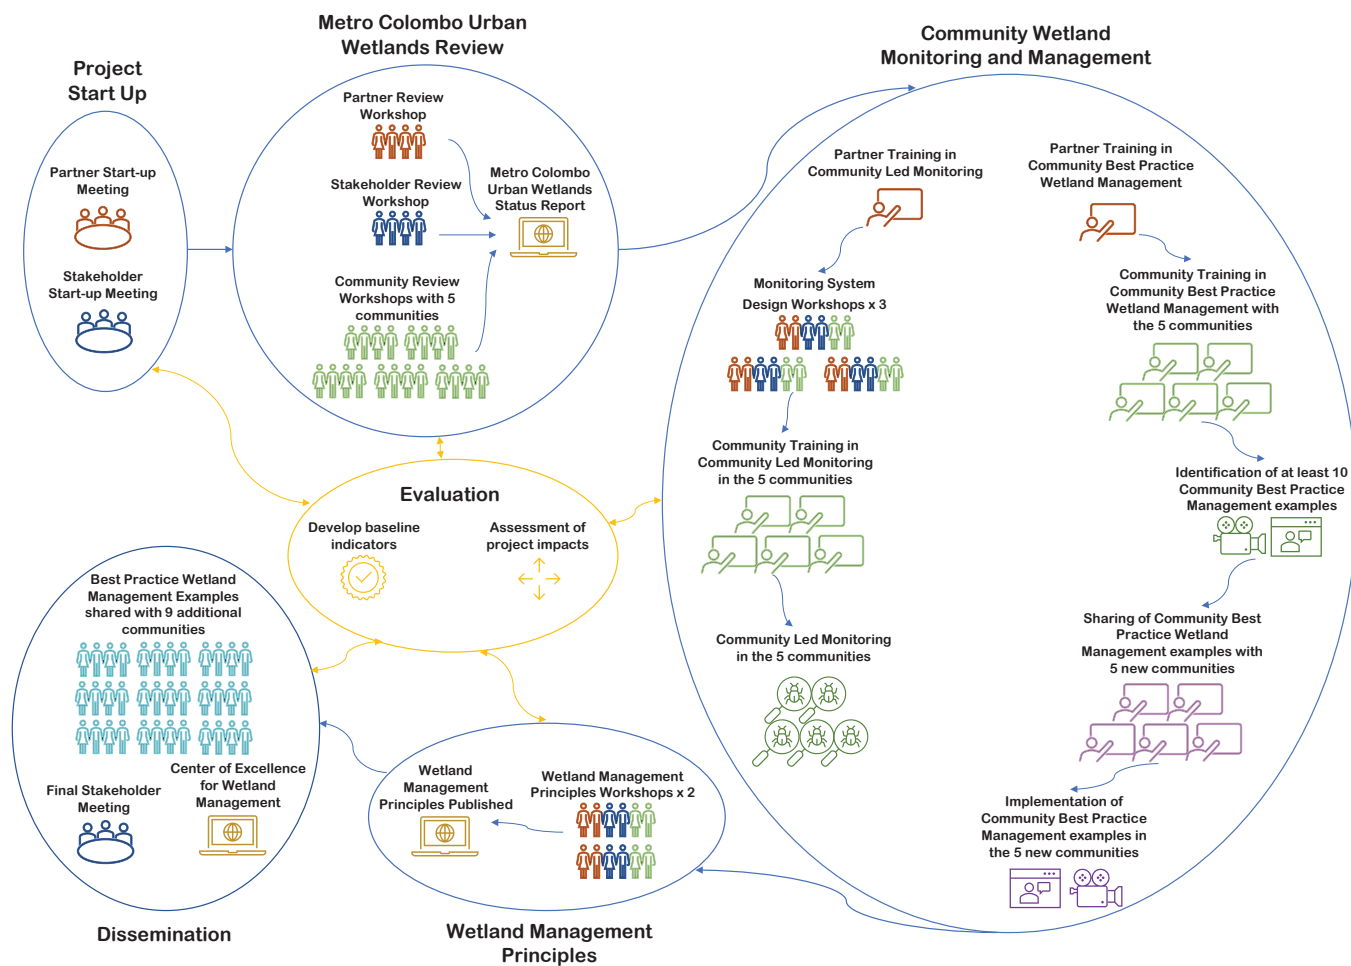 Project
Start Up
Partner Start-up
Meeting
Stakeholder
Start-up Meeting
Metro Colombo Urban
Wetlands Review
Partner Review
Workshop
Stakeholder Review
Workshop
Community Review
Workshops with 5
communities
Metro Colombo
Urban Wetlands
Status Report
Community Wetland
Monitoring and Management
Partner Training in
Community Led Monitoring
Monitoring System
Design Workshops x 3
Community Training in
Community Led Monitoring
in the 5 communities
Community Led Monitoring
in the 5 communities
Partner Training in
Community Best Practice
Wetland Management
Community Training in
Community Best Practice
Wetland Management with
the 5 communities
Identification of at least 10
Community Best Practice
Management examples
Sharing of Community Best
Practice Wetland
Management examples with
5 new communities
Implementation of
Community Best Practice
Management examples in
the 5 new communities
Evaluation
Develop baseline
indicators
Assessment of
project impacts
Wetland
Management
Principles Published
Wetland Management
Principles Workshops x 2
Wetland Management
Principles
Best Practice Wetland
Management Examples
shared with 9 additional
communities
Final Stakeholder
Meeting
Center of Excellence
for Wetland
Management
Dissemination